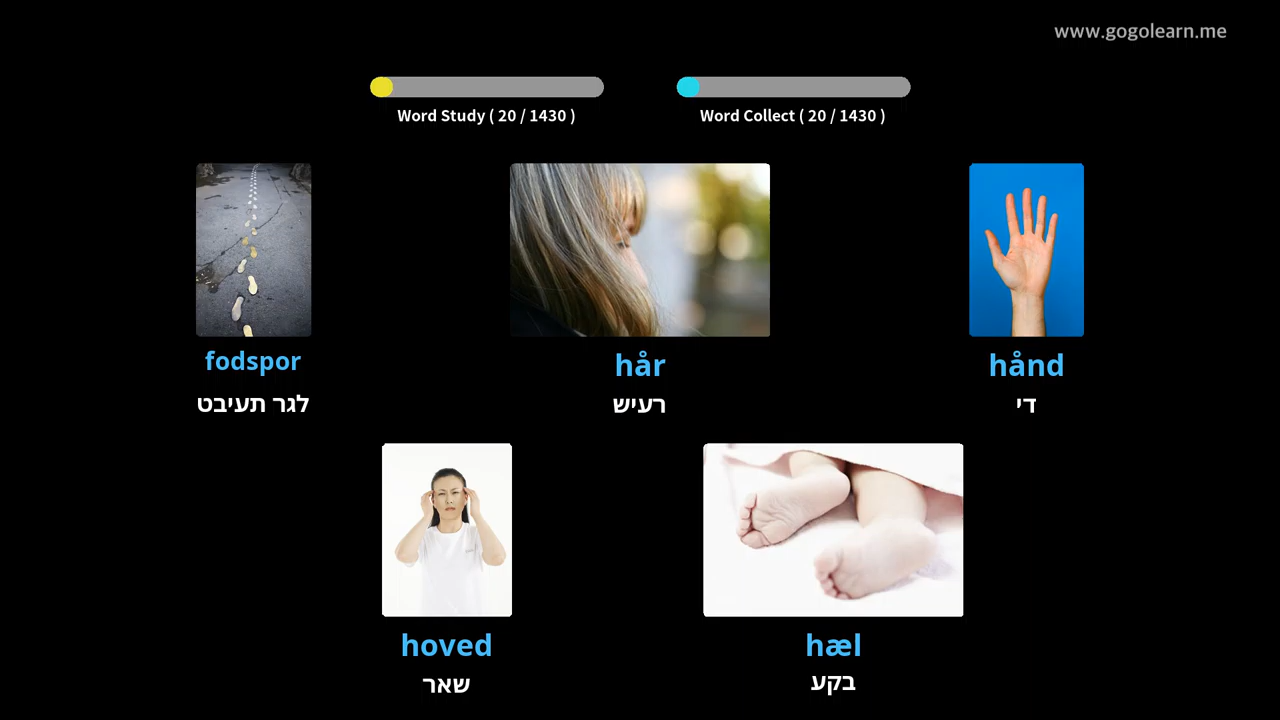 www.gogolearn.me
Word Study ( 20 / 1430 )
Word Collect ( 20 / 1430 )
fodspor
לגר תעיבט
hår
רעיש
hånd
די
hoved
שאר
hæl
בקע